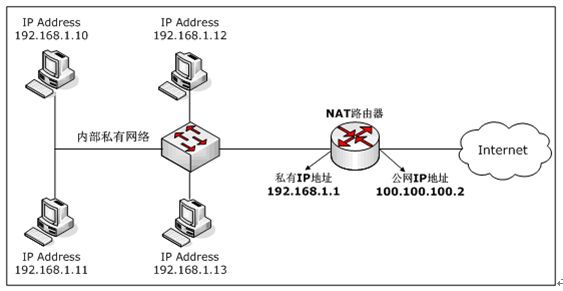 IP Address
192.168.1.10
IP Address
192.168.1.12
内部私有网络
NAT路由器
Internet
私有IP地址
192.168.1.1
公网IP地址
100.100.100.2
IP Address
192.168.1.11
IP Address
192.168.1.13